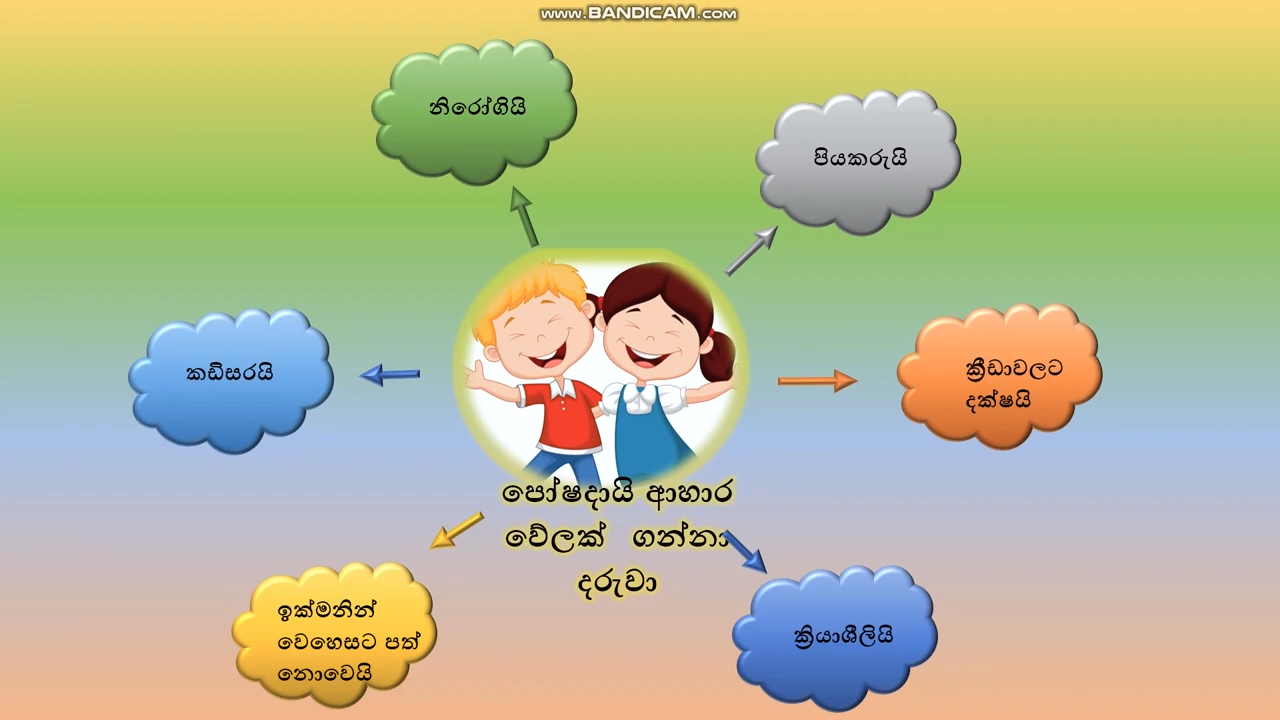 www.BANDICAM.com
නිරෝගියි
පියකරුයි
කඩිසරයි
ක්‍රීඩාවලට
දක්ෂයි
පෝෂදායි ආහාර
වේලක් ගන්නා
දරුවා
ඉක්මනින්
වෙහෙසට පත්
නොවෙයි
ක්‍රියාශීලියි